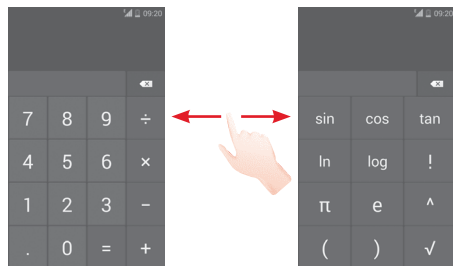 09:20
7 8 9 ÷
4 5 6 ×
1 2 3 −
. 0 = +
09:20
sin cos tan
ln log !
π e ^
( ) √